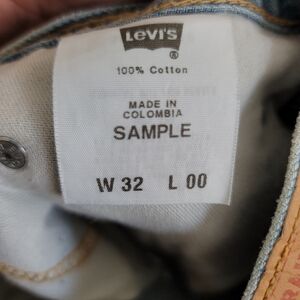 Levi's
®
100% Cotton
MADE IN
COLOMBIA
SAMPLE
W 32 L 00